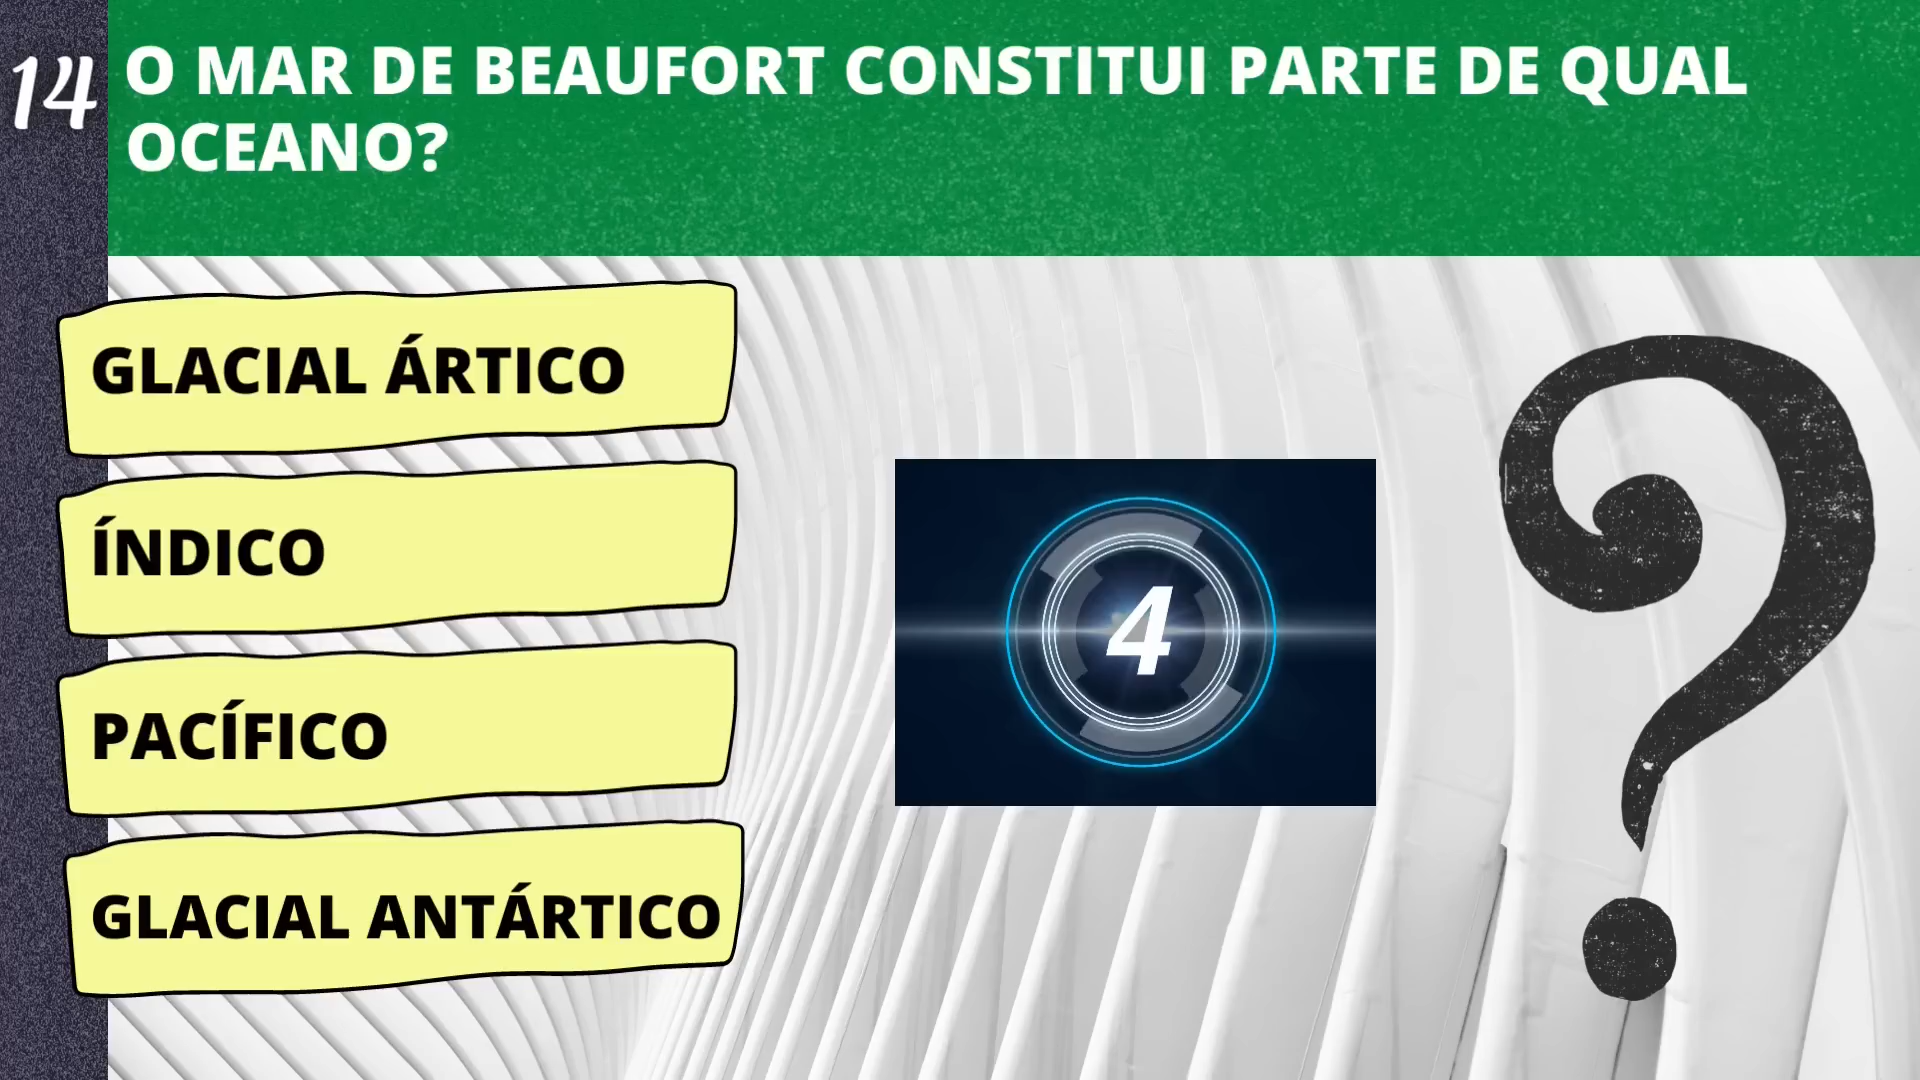 14
O MAR DE BEAUFORT CONSTITUI PARTE DE QUAL
OCEANO?
GLACIAL ÁRTICO
ÍNDICO
PACÍFICO
GLACIAL ANTÁRTICO
4
?